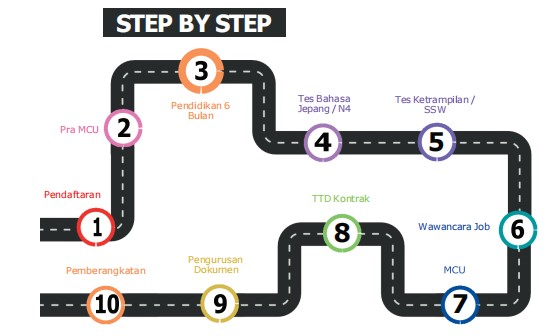 STEP BY STEP
1
Pendaftaran
2
Pra MCU
3
Pendidikan 6
Bulan
4
Tes Bahasa
Jepang / N4
5
Tes Ketrampilan /
SSW
6
Wawancara Job
7
MCU
8
TTD Kontrak
9
Pengurusan
Dokumen
10
Pemberangkatan